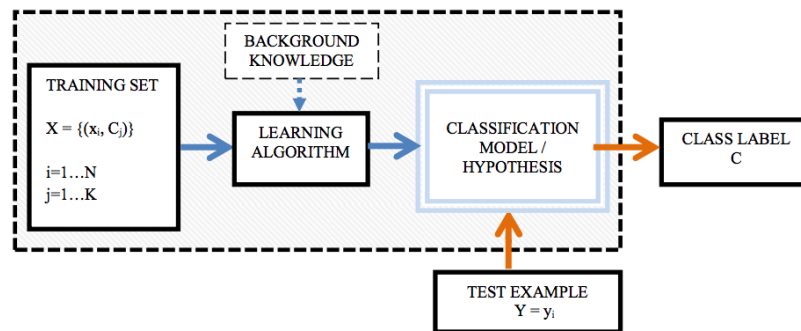 BACKGROUND
KNOWLEDGE
TRAINING SET
X = {(xᵢ, Cⱼ)}
i=1…N
j=1…K
LEARNING
ALGORITHM
CLASSIFICATION
MODEL /
HYPOTHESIS
CLASS LABEL
C
TEST EXAMPLE
Y = yᵢ